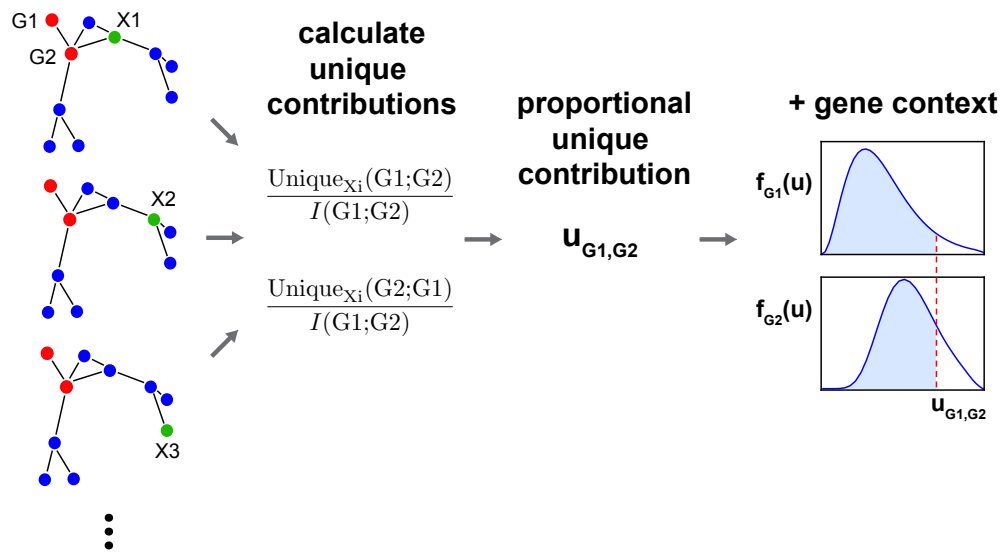 G1
X1
G2
X2
X3
calculate
unique
contributions
Unique_Xi(G1;G2)
I(G1;G2)
Unique_Xi(G2;G1)
I(G1;G2)
proportional
unique
contribution
u_G1,G2
+ gene context
f_G1(u)
f_G2(u)
u_G1,G2